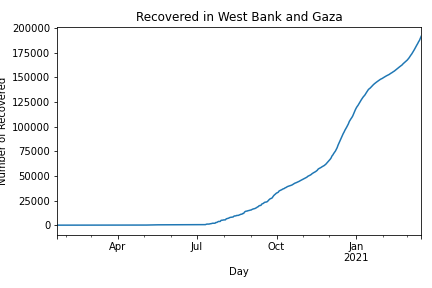 Recovered in West Bank and Gaza
200000
175000
150000
125000
100000
75000
50000
25000
0
Number of Recovered
Apr
Jul
Oct
Jan
2021
Day